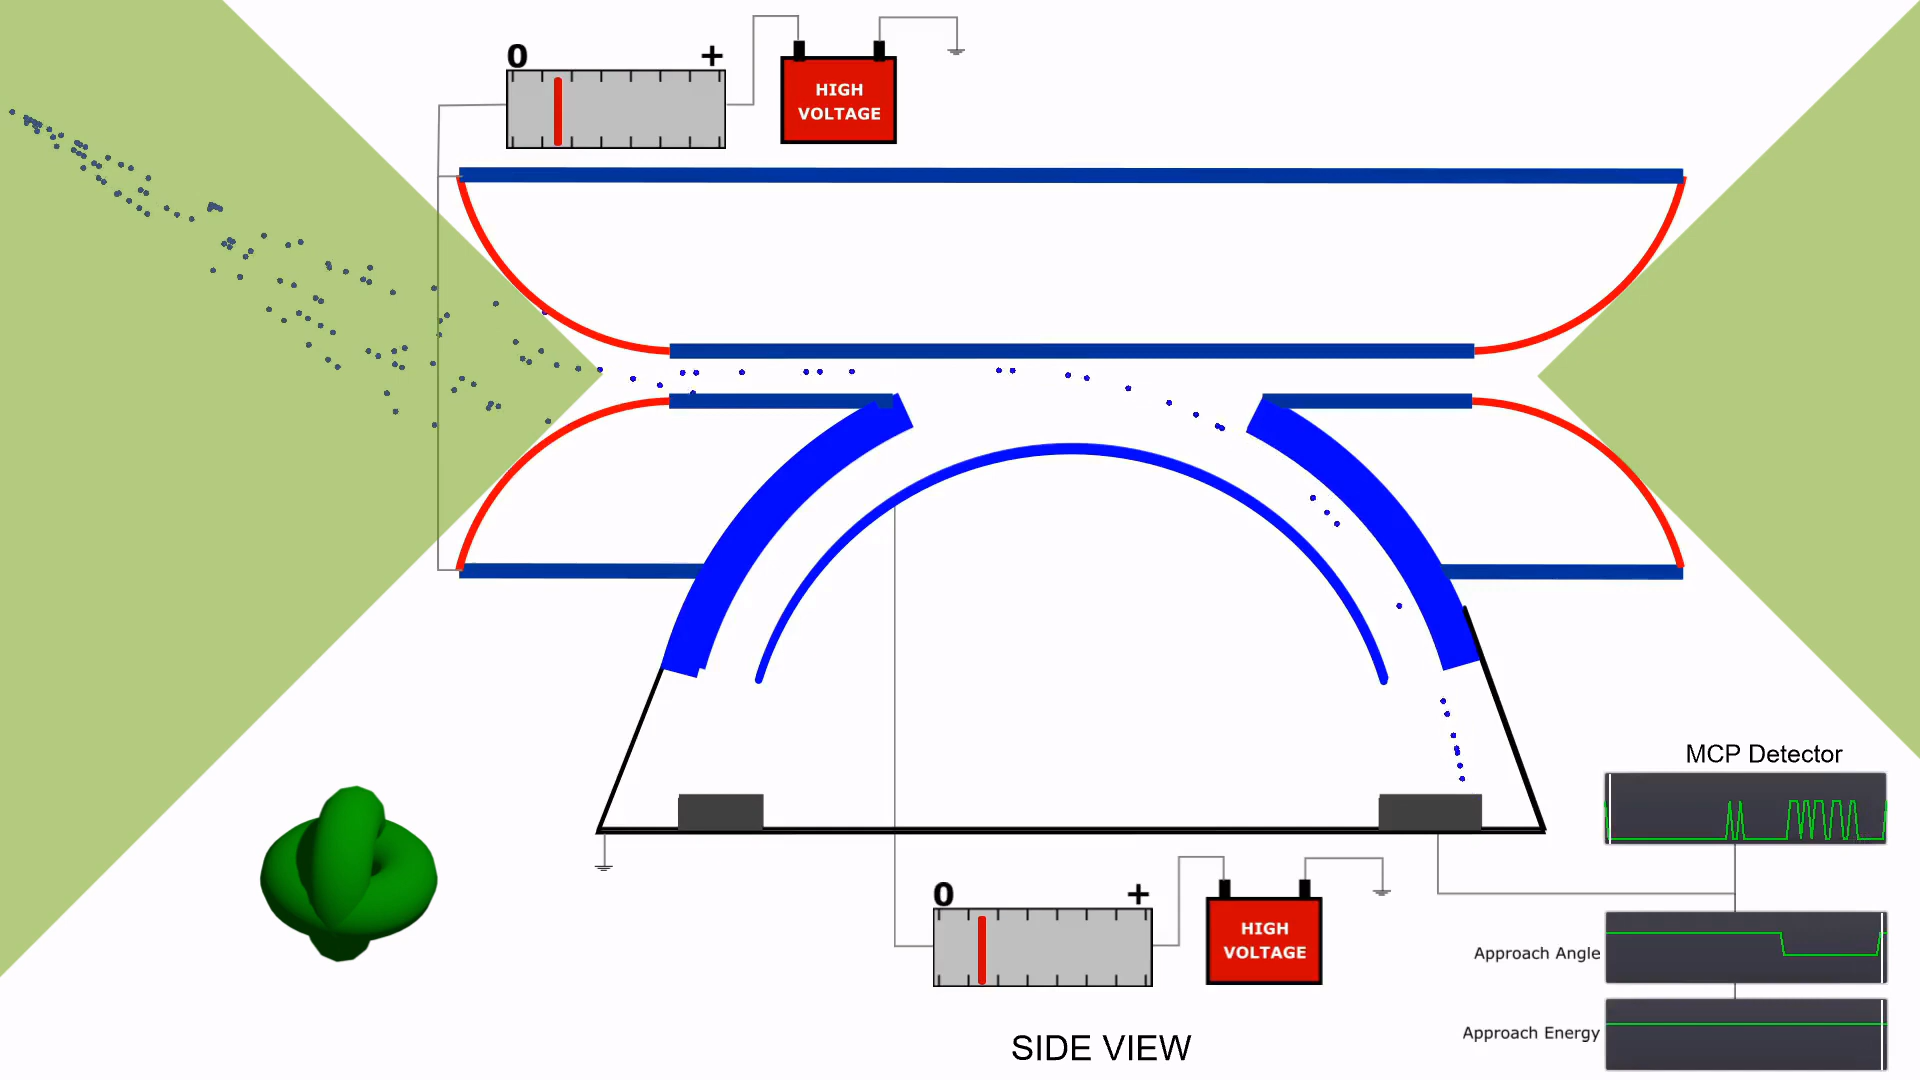 0 +
HIGH
VOLTAGE
MCP Detector
0 +
HIGH
VOLTAGE
Approach Angle
Approach Energy
SIDE VIEW